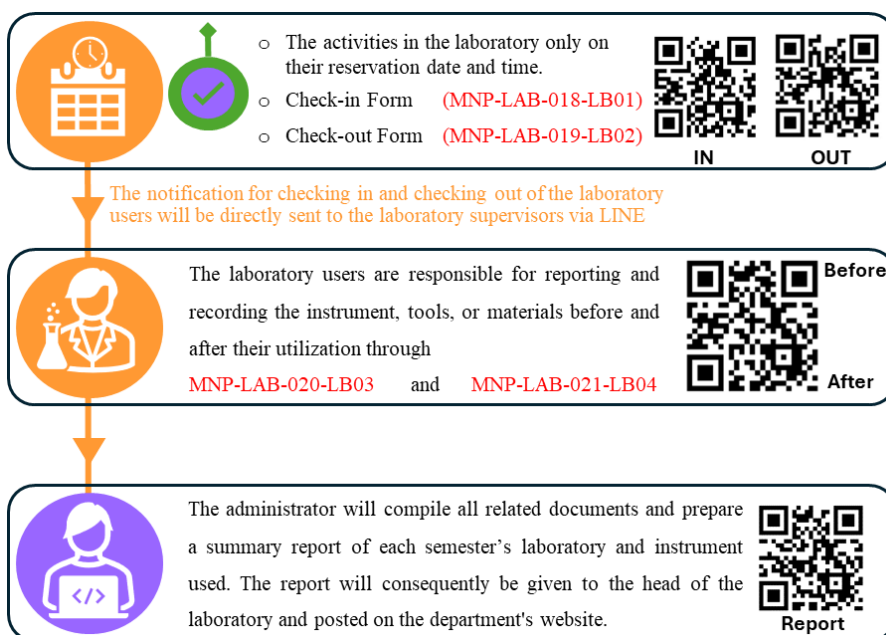 o The activities in the laboratory only on
their reservation date and time.
o Check-in Form (MNP-LAB-018-LB01)
o Check-out Form (MNP-LAB-019-LB02)
IN OUT
The notification for checking in and checking out of the laboratory
users will be directly sent to the laboratory supervisors via LINE
The laboratory users are responsible for reporting and
recording the instrument, tools, or materials before and
after their utilization through
MNP-LAB-020-LB03 and MNP-LAB-021-LB04
Before
After
The administrator will compile all related documents and prepare
a summary report of each semester’s laboratory and instrument
used. The report will consequently be given to the head of the
laboratory and posted on the department's website.
Report